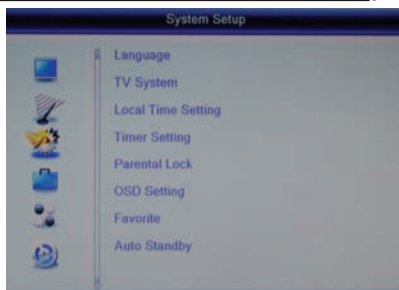 System Setup
Language
TV System
Local Time Setting
Timer Setting
Parental Lock
OSD Setting
Favorite
Auto Standby